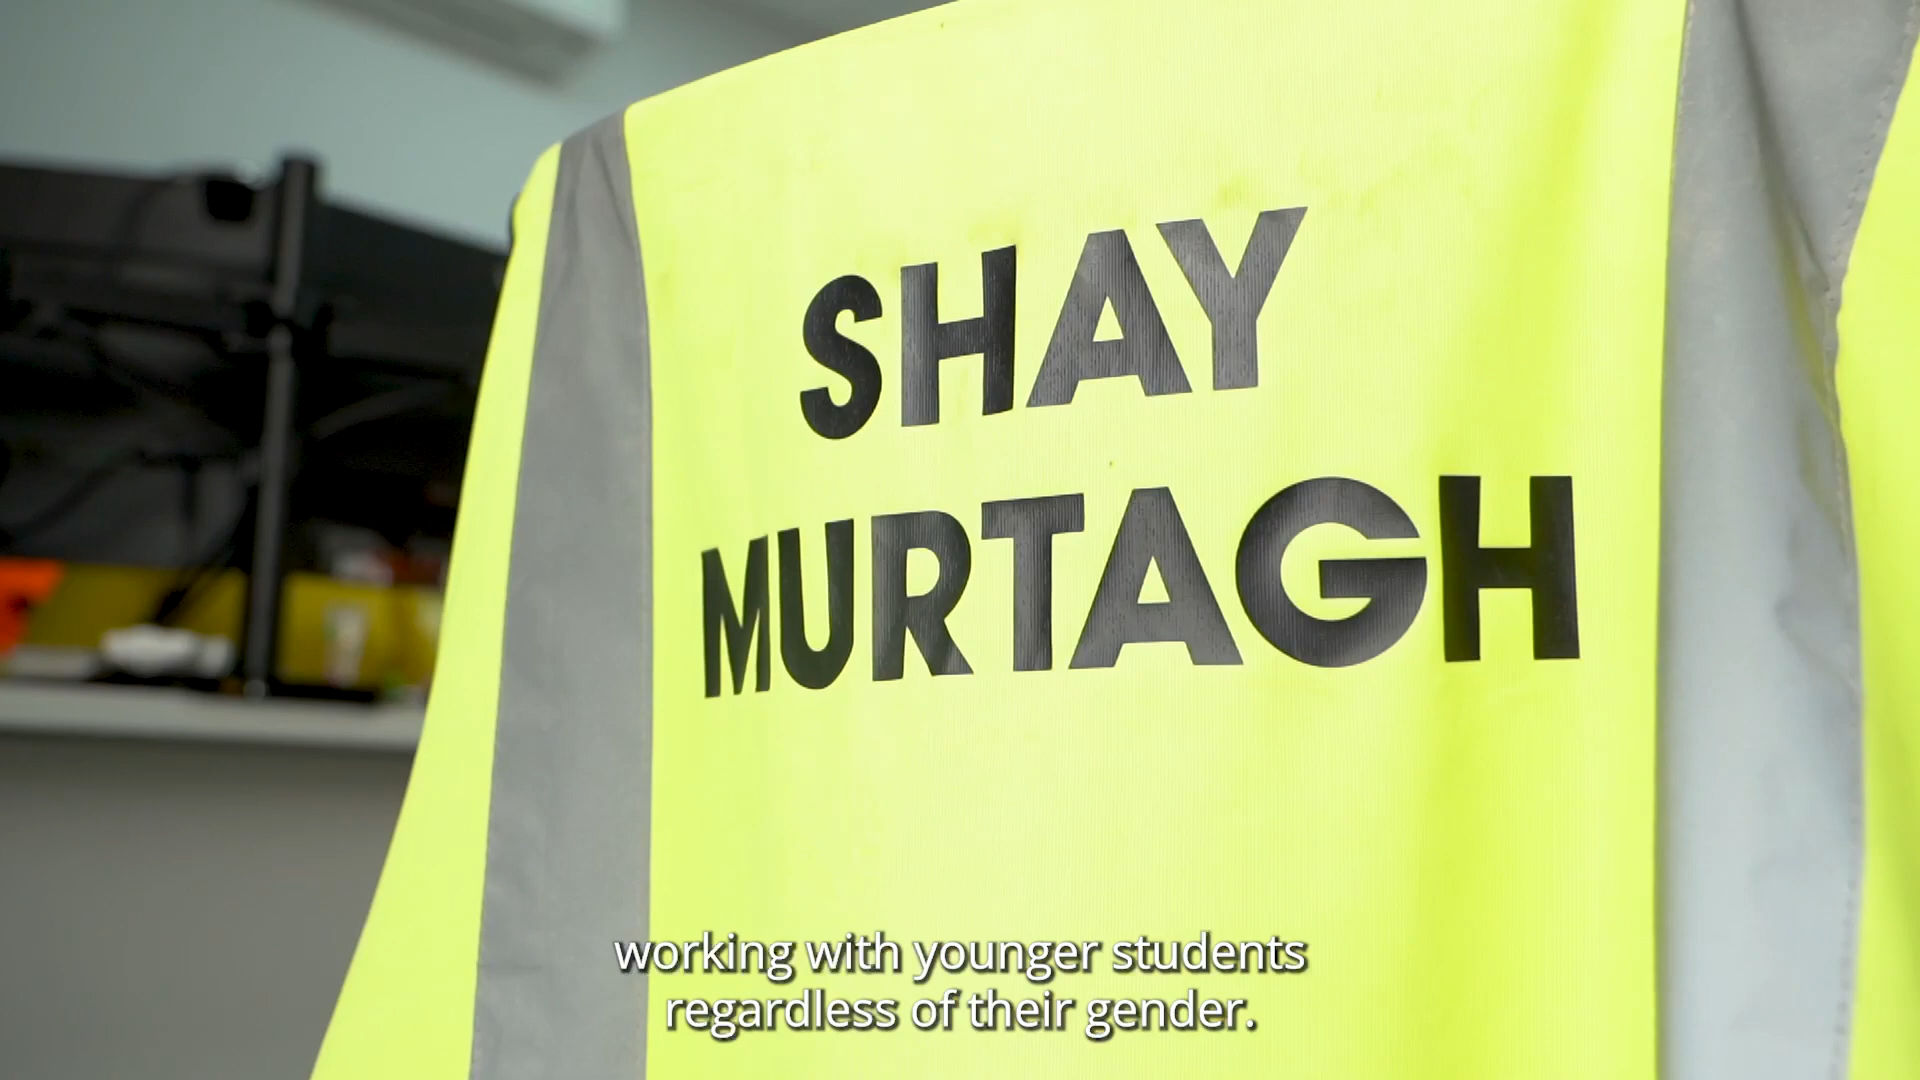 SHAY
MURTAGH
working with younger students
regardless of their gender.